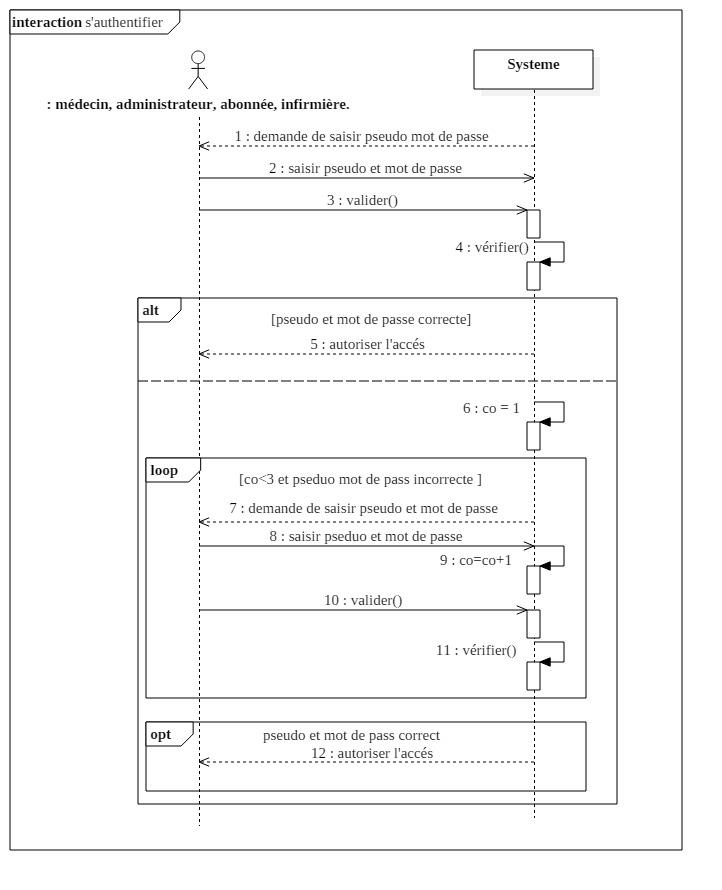 interaction s'authentifier
Systeme
: médecin, administrateur, abonnée, infirmière.
1 : demande de saisir pseudo mot de passe
2 : saisir pseudo et mot de passe
3 : valider()
4 : vérifier()
alt
[pseudo et mot de passe correcte]
5 : autoriser l'accés
6 : co = 1
loop
[co<3 et pseduo mot de pass incorrecte ]
7 : demande de saisir pseudo et mot de passe
8 : saisir pseduo et mot de passe
9 : co=co+1
10 : valider()
11 : vérifier()
opt
pseudo et mot de pass correct
12 : autoriser l'accés